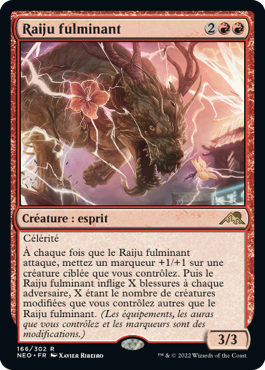 Raiju fulminant 2
Créature : esprit
Célérité
À chaque fois que le Raiju fulminant
attaque, mettez un marqueur +1/+1 sur une
créature ciblée que vous contrôlez. Puis le
Raiju fulminant inflige X blessures à chaque
adversaire, X étant le nombre de créatures
modifiées que vous contrôlez autres que le
Raiju fulminant. (Les équipements, les auras
que vous contrôlez et les marqueurs sont des
modifications.)
3/3
166/302 R
NEO • FR Xavier Ribeiro
™ & © 2022 Wizards of the Coast